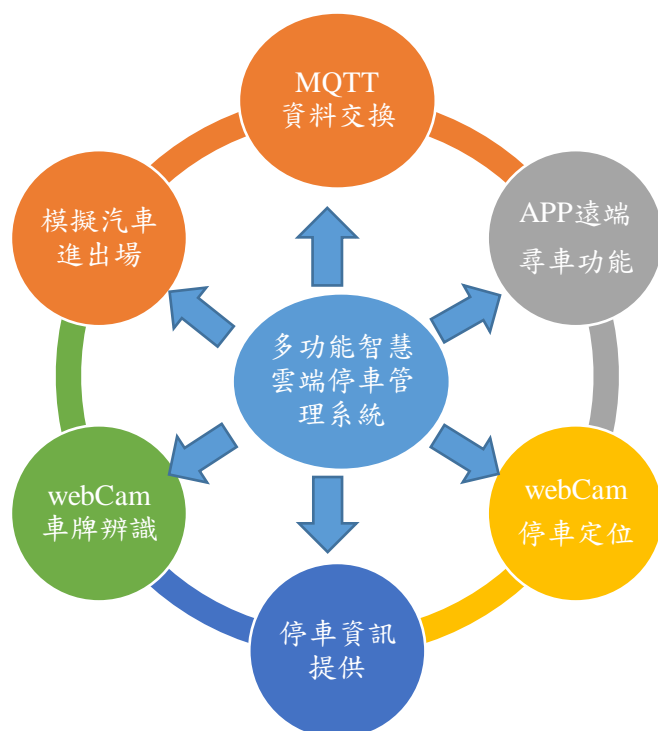 MQTT
資料交換
模擬汽車
進出場
APP遠端
尋車功能
多功能智慧
雲端停車管
理系統
webCam
車牌辨識
webCam
停車定位
停車資訊
提供